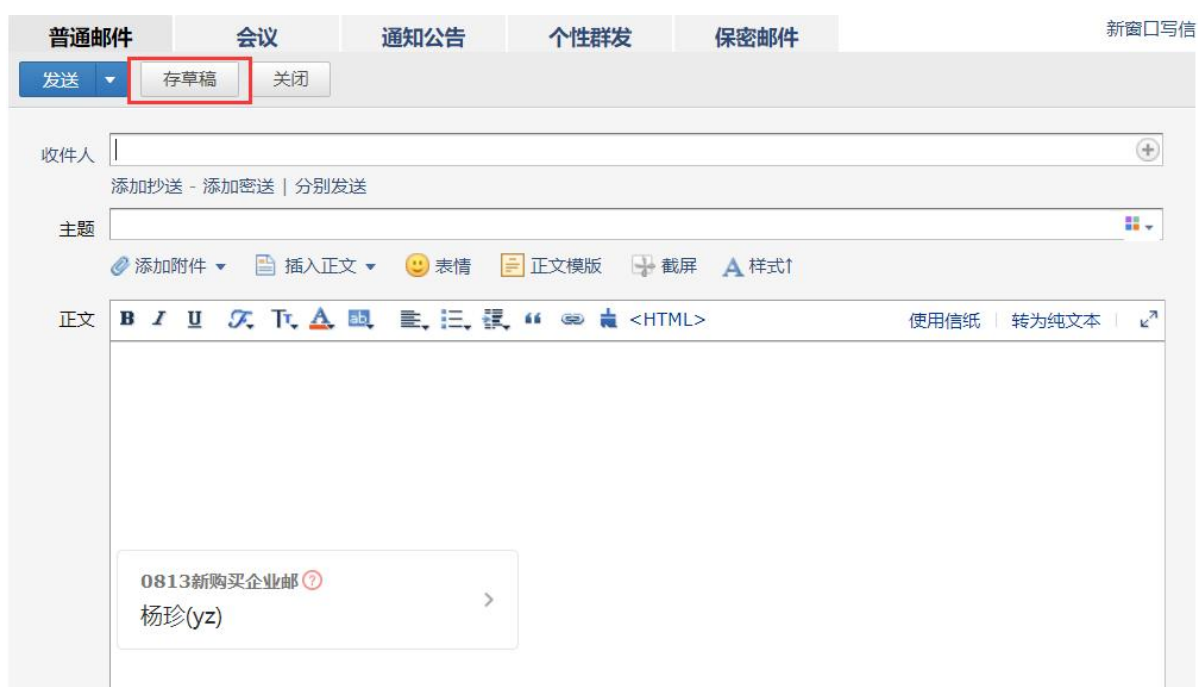 普通邮件 会议 通知公告 个性群发 保密邮件 新窗口写信
发送 存草稿 关闭
收件人
添加抄送 - 添加密送 | 分别发送
主题
添加附件 插入正文 表情 正文模版 截屏 A 样式↑
正文 B I U F Tt A ab “ <HTML> 使用信纸 | 转为纯文本 |
0813新购买企业邮?
杨珍(yz)